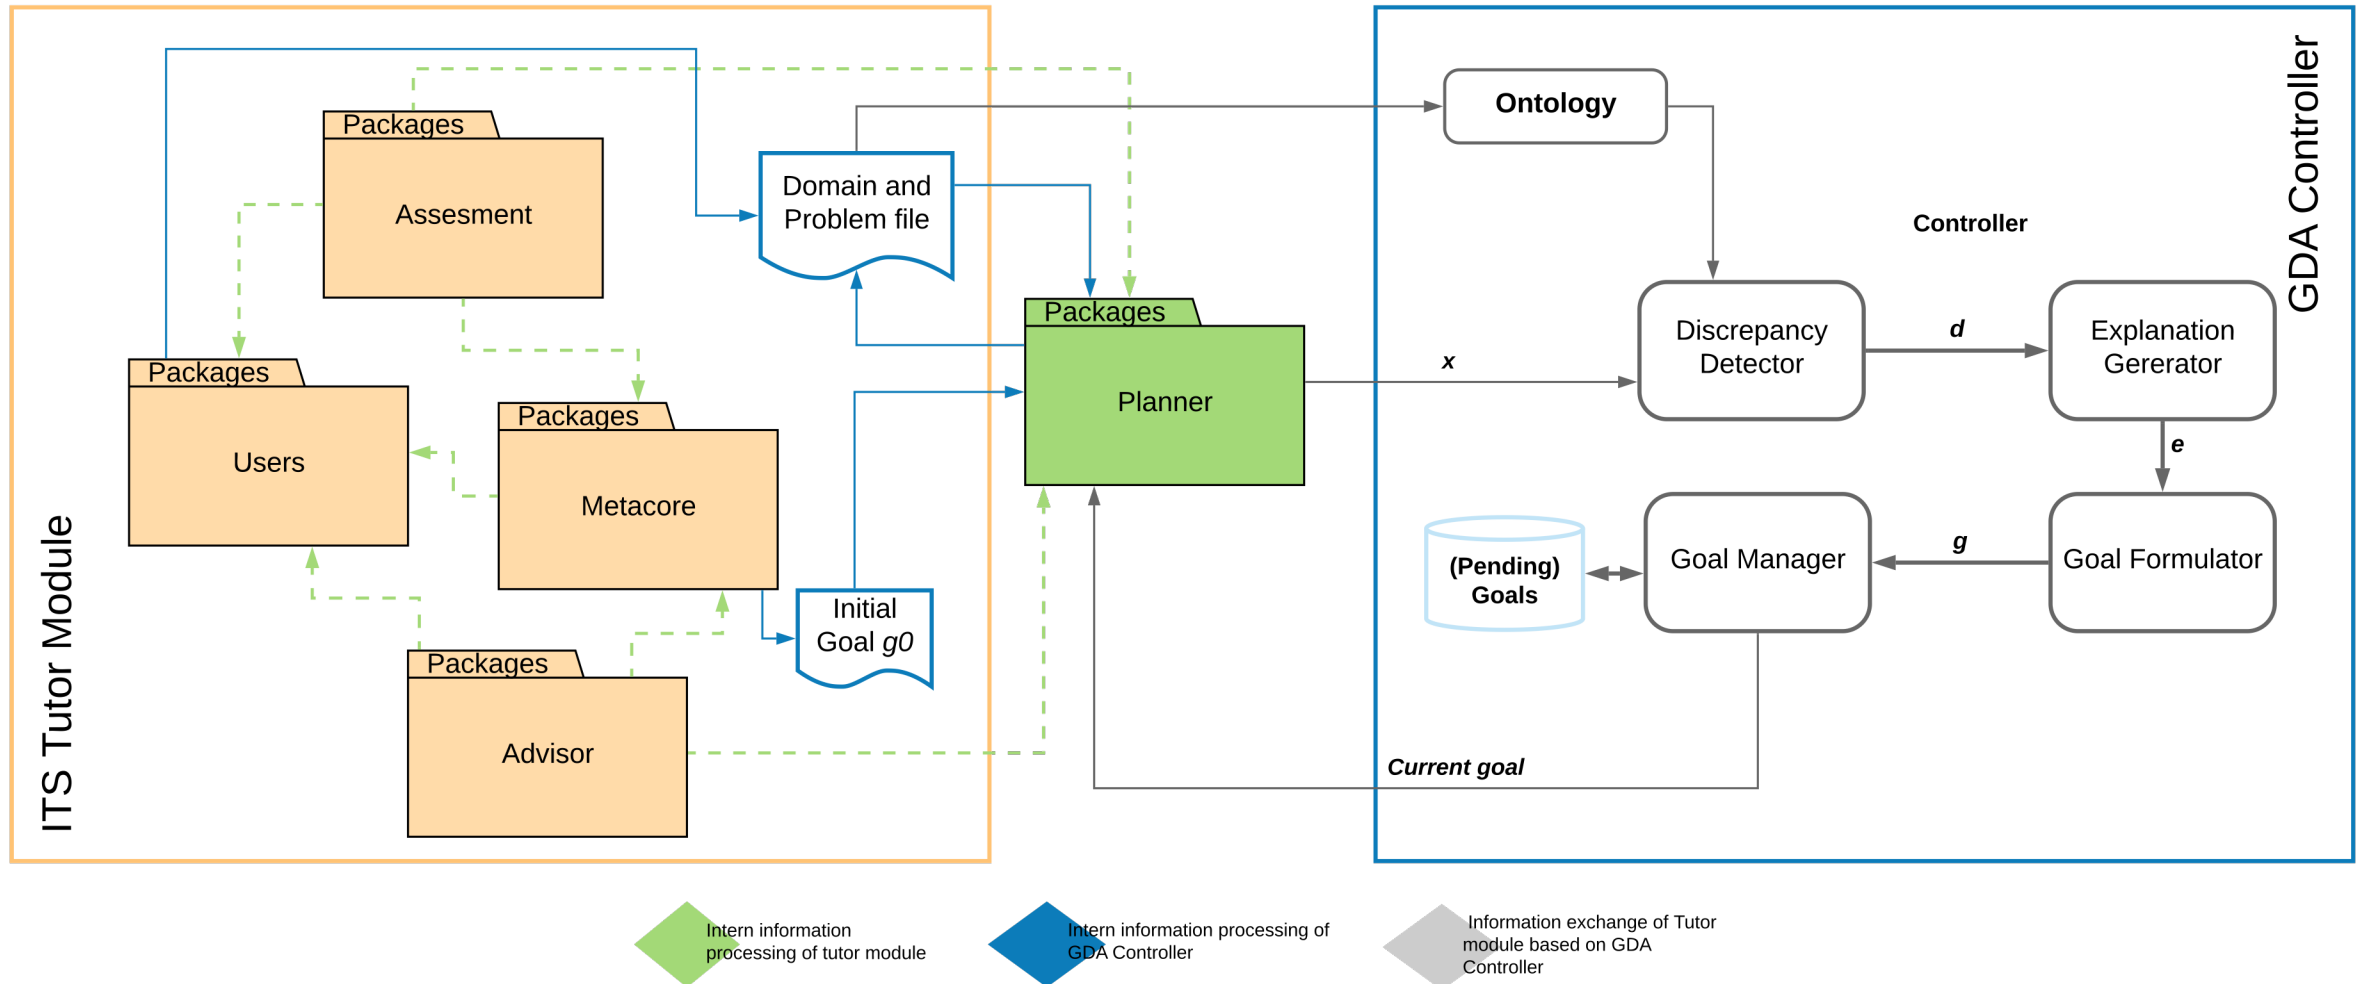 ITS Tutor Module
Packages
Assesment
Packages
Users
Packages
Metacore
Packages
Advisor
Domain and
Problem file
Initial
Goal g0
Packages
Planner
GDA Controller
Ontology
Controller
x
Discrepancy
Detector
d
Explanation
Gererator
e
(Pending)
Goals
Goal Manager
g
Goal Formulator
Current goal
Intern information
processing of tutor module
Intern information processing of
GDA Controller
Information exchange of Tutor
module based on GDA
Controller